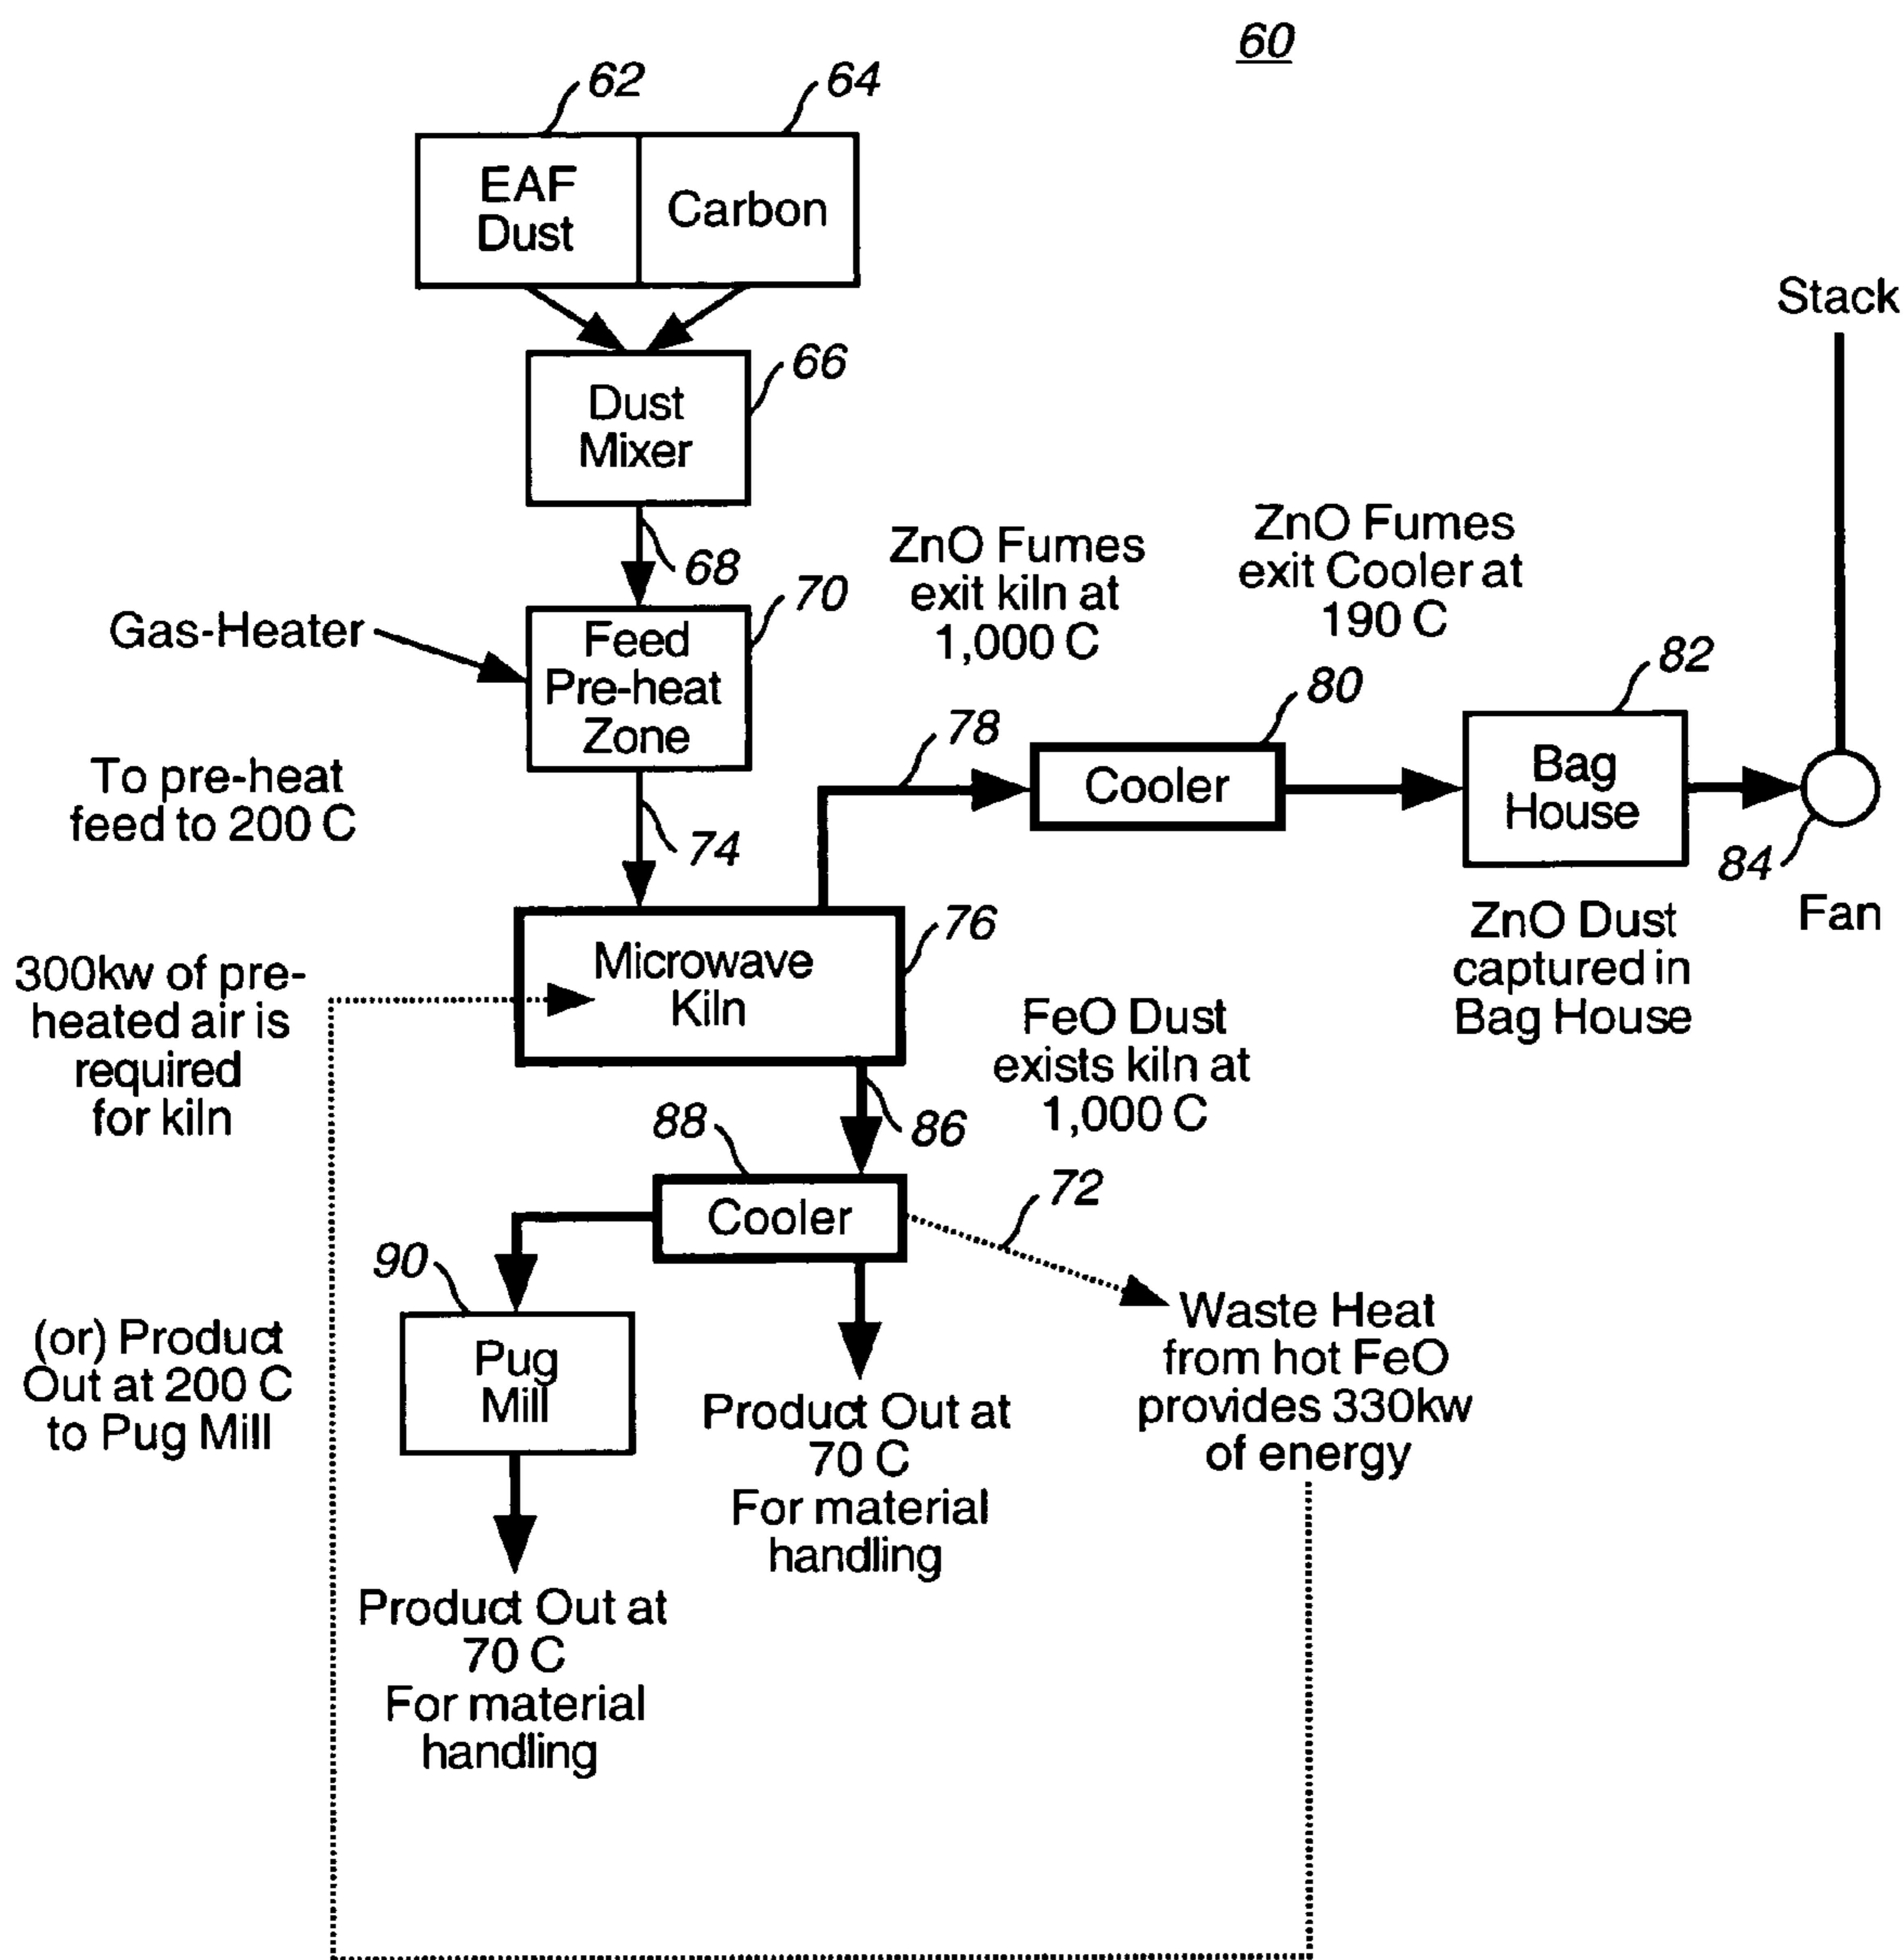 60
62
64
EAF
Dust
Carbon
Dust
Mixer
66
68
Gas-Heater
Feed
Pre-heat
Zone
70
To pre-heat
feed to 200 C
74
ZnO Fumes
exit kiln at
1,000 C
ZnO Fumes
exit Cooler at
190 C
Stack
78
Cooler
80
Bag
House
82
84
Fan
ZnO Dust
captured in
Bag House
300kw of pre-
heated air is
required
for kiln
Microwave
Kiln
76
FeO Dust
exists kiln at
1,000 C
86
88
Cooler
72
90
(or) Product
Out at 200 C
to Pug Mill
Pug
Mill
Product Out at
70 C
For material
handling
Waste Heat
from hot FeO
provides 330kw
of energy
Product Out at
70 C
For material
handling